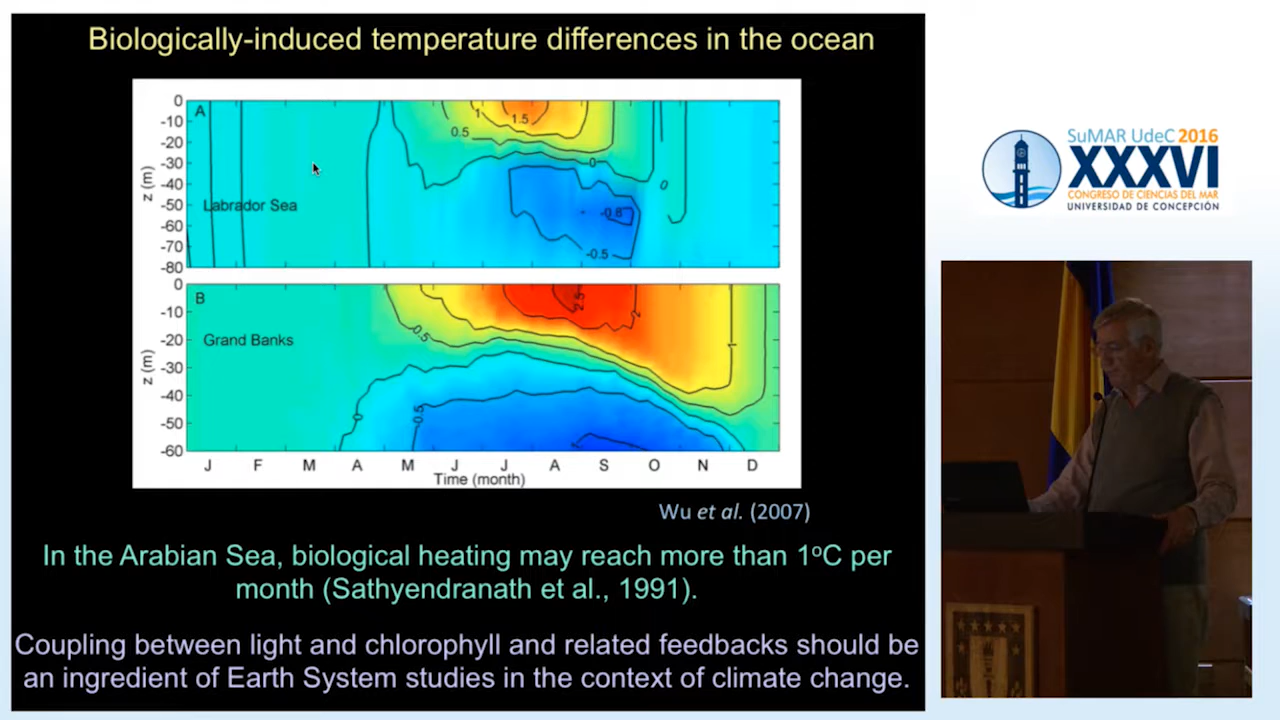 Biologically-induced temperature differences in the ocean
A
0
-10
-20
-30
-40
-50
-60
-70
-80
z (m)
Labrador Sea
0.5
1
1.5
0
0
-0.8
-0.5
B
0
-10
-20
-30
-40
-50
-60
z (m)
Grand Banks
0.5
2.5
2
1
0
-0.5
J F M A M J J A S O N D
Time (month)
Wu et al. (2007)
In the Arabian Sea, biological heating may reach more than 1°C per
month (Sathyendranath et al., 1991).
Coupling between light and chlorophyll and related feedbacks should be
an ingredient of Earth System studies in the context of climate change.
SuMAR UdeC 2016
XXXVI
CONGRESO DE CIENCIAS DEL MAR
UNIVERSIDAD DE CONCEPCIÓN